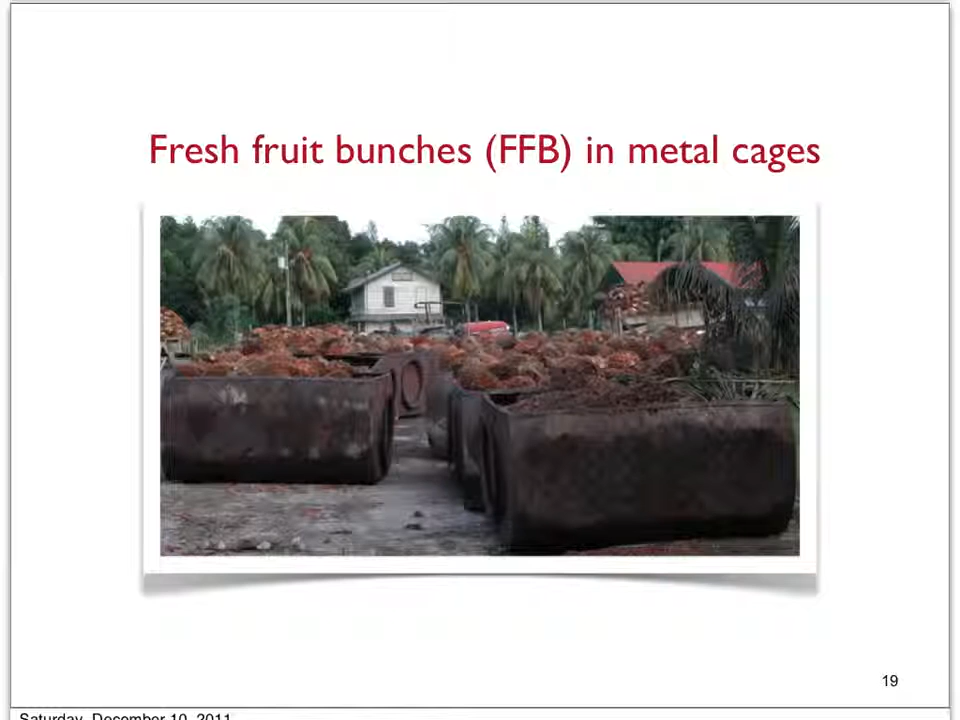 Fresh fruit bunches (FFB) in metal cages
19
Saturday, December 10, 2011